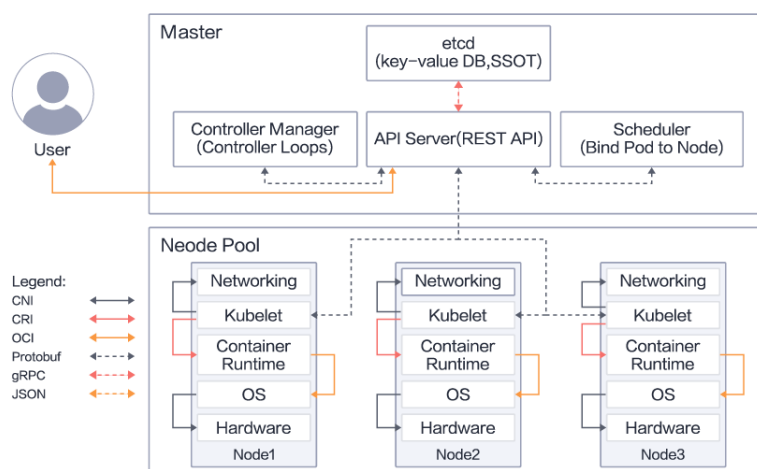 Master
etcd
(key-value DB,SSOT)
User
Controller Manager
(Controller Loops)
API Server(REST API)
Scheduler
(Bind Pod to Node)
Neode Pool
Legend:
CNI
CRI
OCI
Protobuf
gRPC
JSON
Networking
Kubelet
Container
Runtime
OS
Hardware
Node1
Networking
Kubelet
Container
Runtime
OS
Hardware
Node2
Networking
Kubelet
Container
Runtime
OS
Hardware
Node3